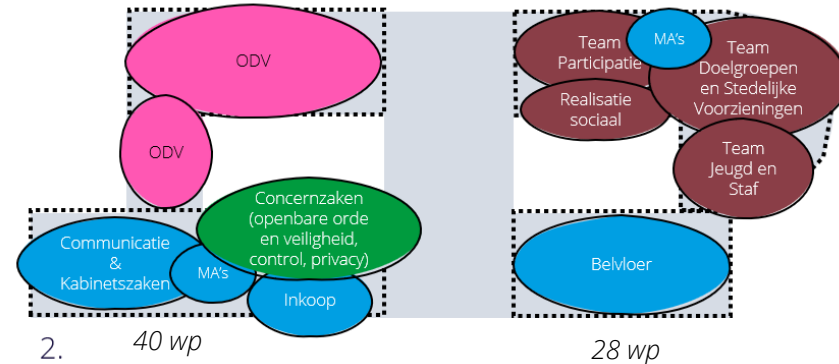 ODV
ODV
Communicatie
&
Kabinetszaken
MA's
Concernzaken
(openbare orde
en veiligheid,
control, privacy)
Inkoop
40 wp
Team
Participatie
MA's
Team
Doelgroepen
en Stedelijke
Voorzieningen
Realisatie
sociaal
Team
Jeugd en
Staf
Belvloer
28 wp
2.